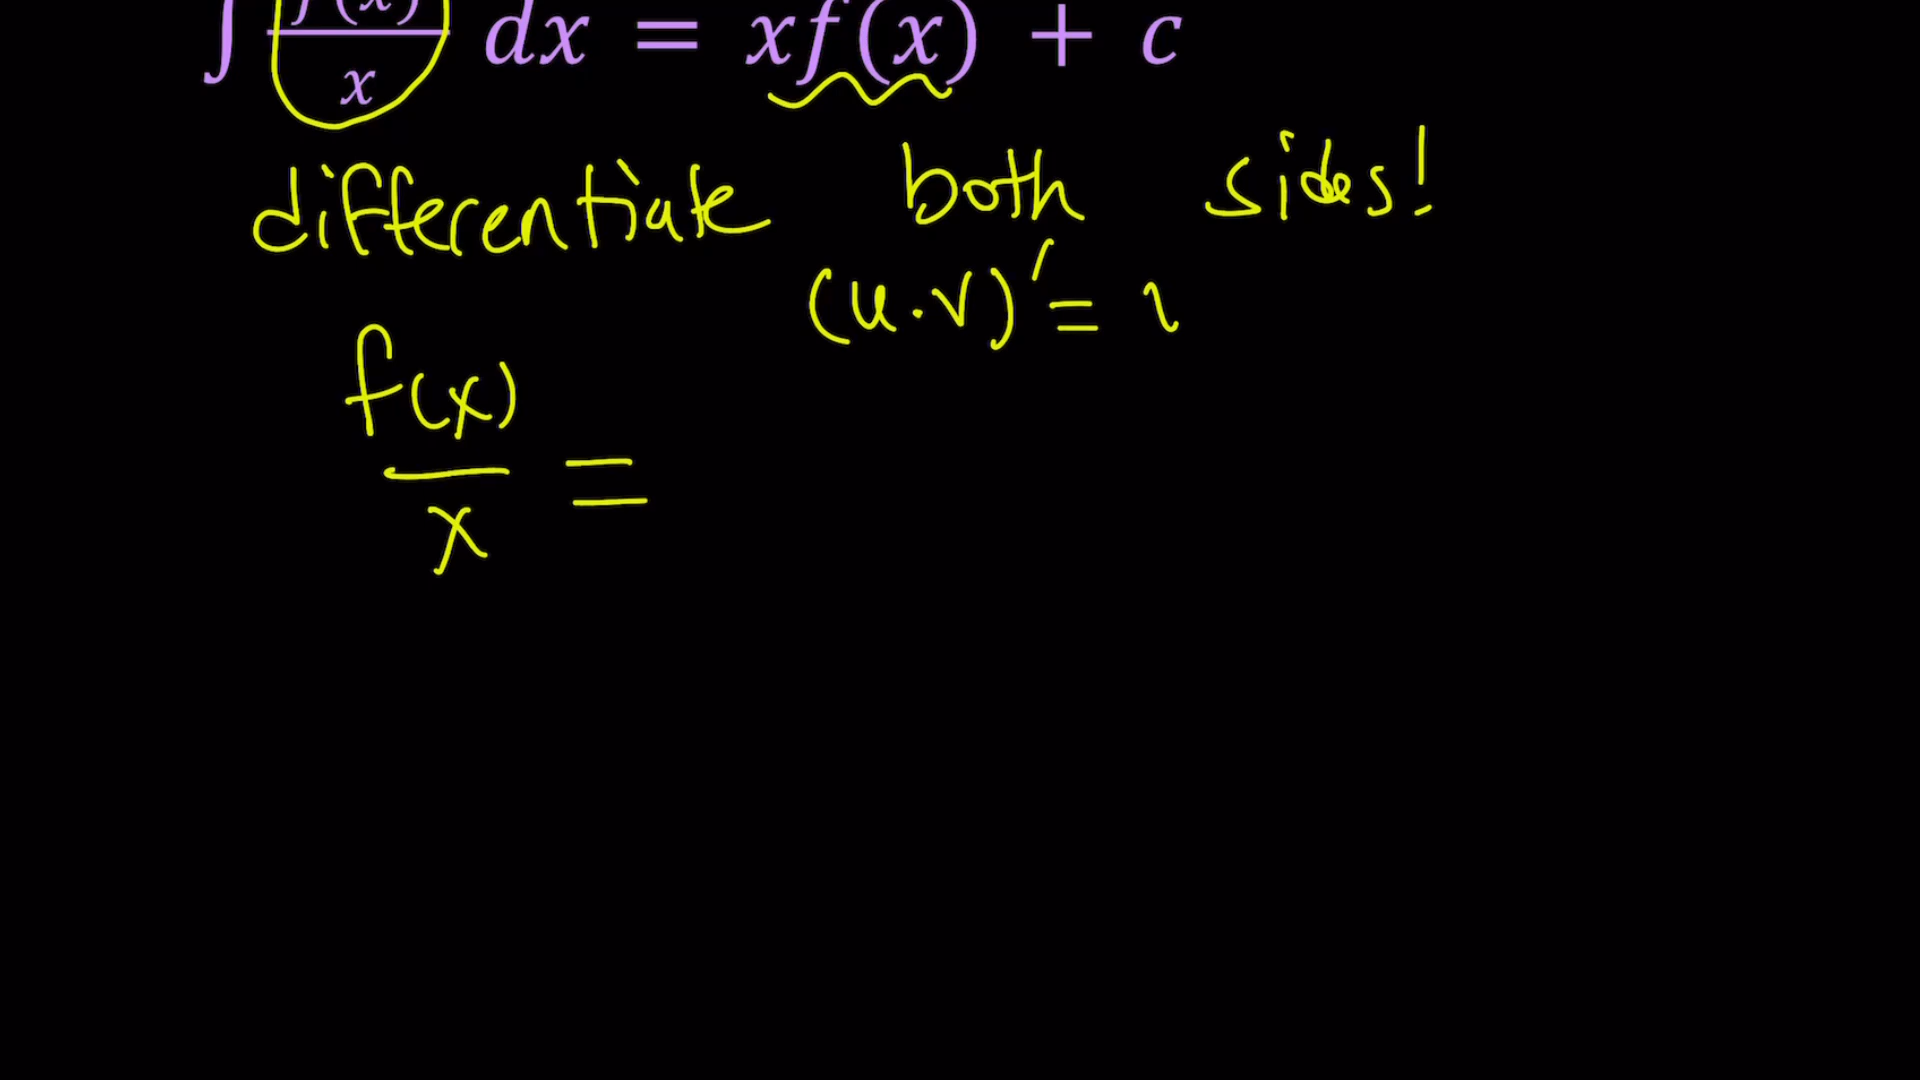 ∫ f(x)/x dx = xf(x) + c
differentiate both sides!
(u·v)' = u
f(x)/x =